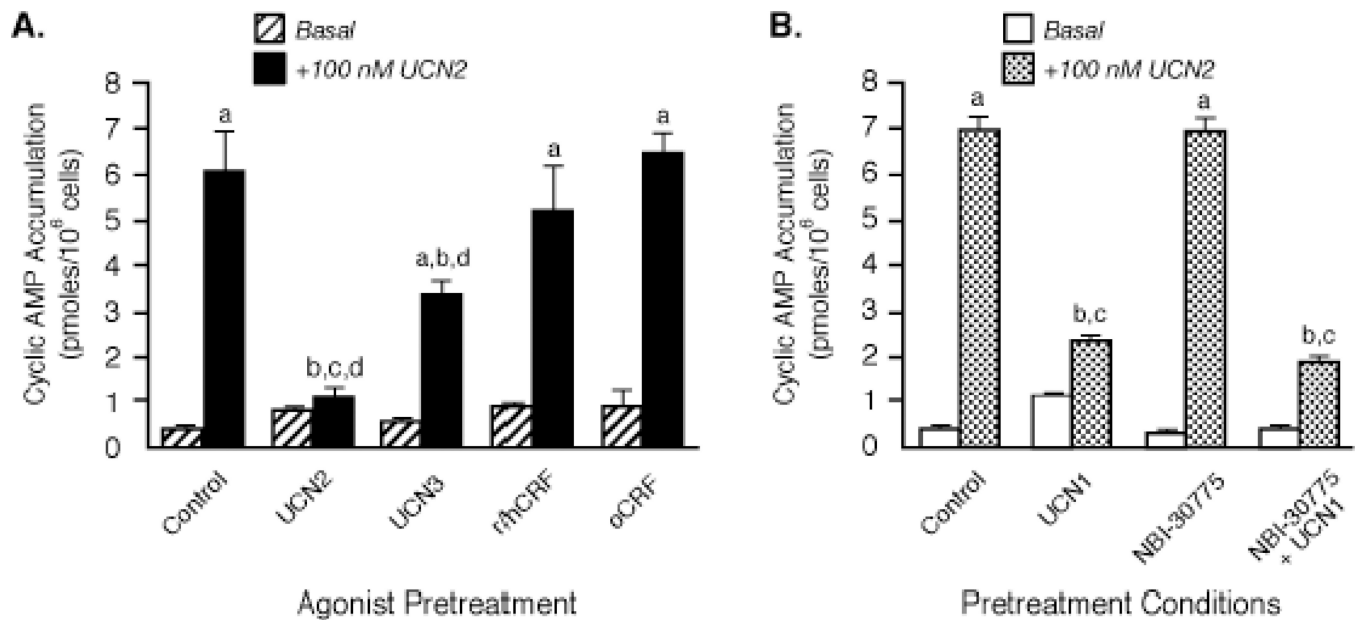 A.
Basal
+100 nM UCN2
Cyclic AMP Accumulation
(pmoles/10⁶ cells)
8
7
6
5
4
3
2
1
0
a
b,c,d
a,b,d
a
a
Control
UCN2
UCN3
r/hCRF
oCRF
Agonist Pretreatment
B.
Basal
+100 nM UCN2
Cyclic AMP Accumulation
(pmoles/10⁶ cells)
8
7
6
5
4
3
2
1
0
a
b,c
a
b,c
Control
UCN1
NBI-30775
NBI-30775
+ UCN1
Pretreatment Conditions